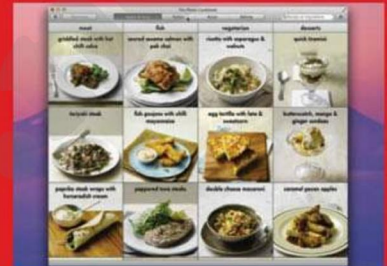 meat fish vegetarian desserts
griddled steak with hot chilli salsa
seared sesame salmon with pak choi
risotto with asparagus & walnuts
quick tiramisu
teriyaki steak
fish goujons with chilli mayonnaise
egg tortilla with feta & sweetcorn
butterscotch, mango & ginger sundaes
paprika steak wraps with horseradish cream
peppered tuna steaks
double cheese macaroni
caramel pecan apples